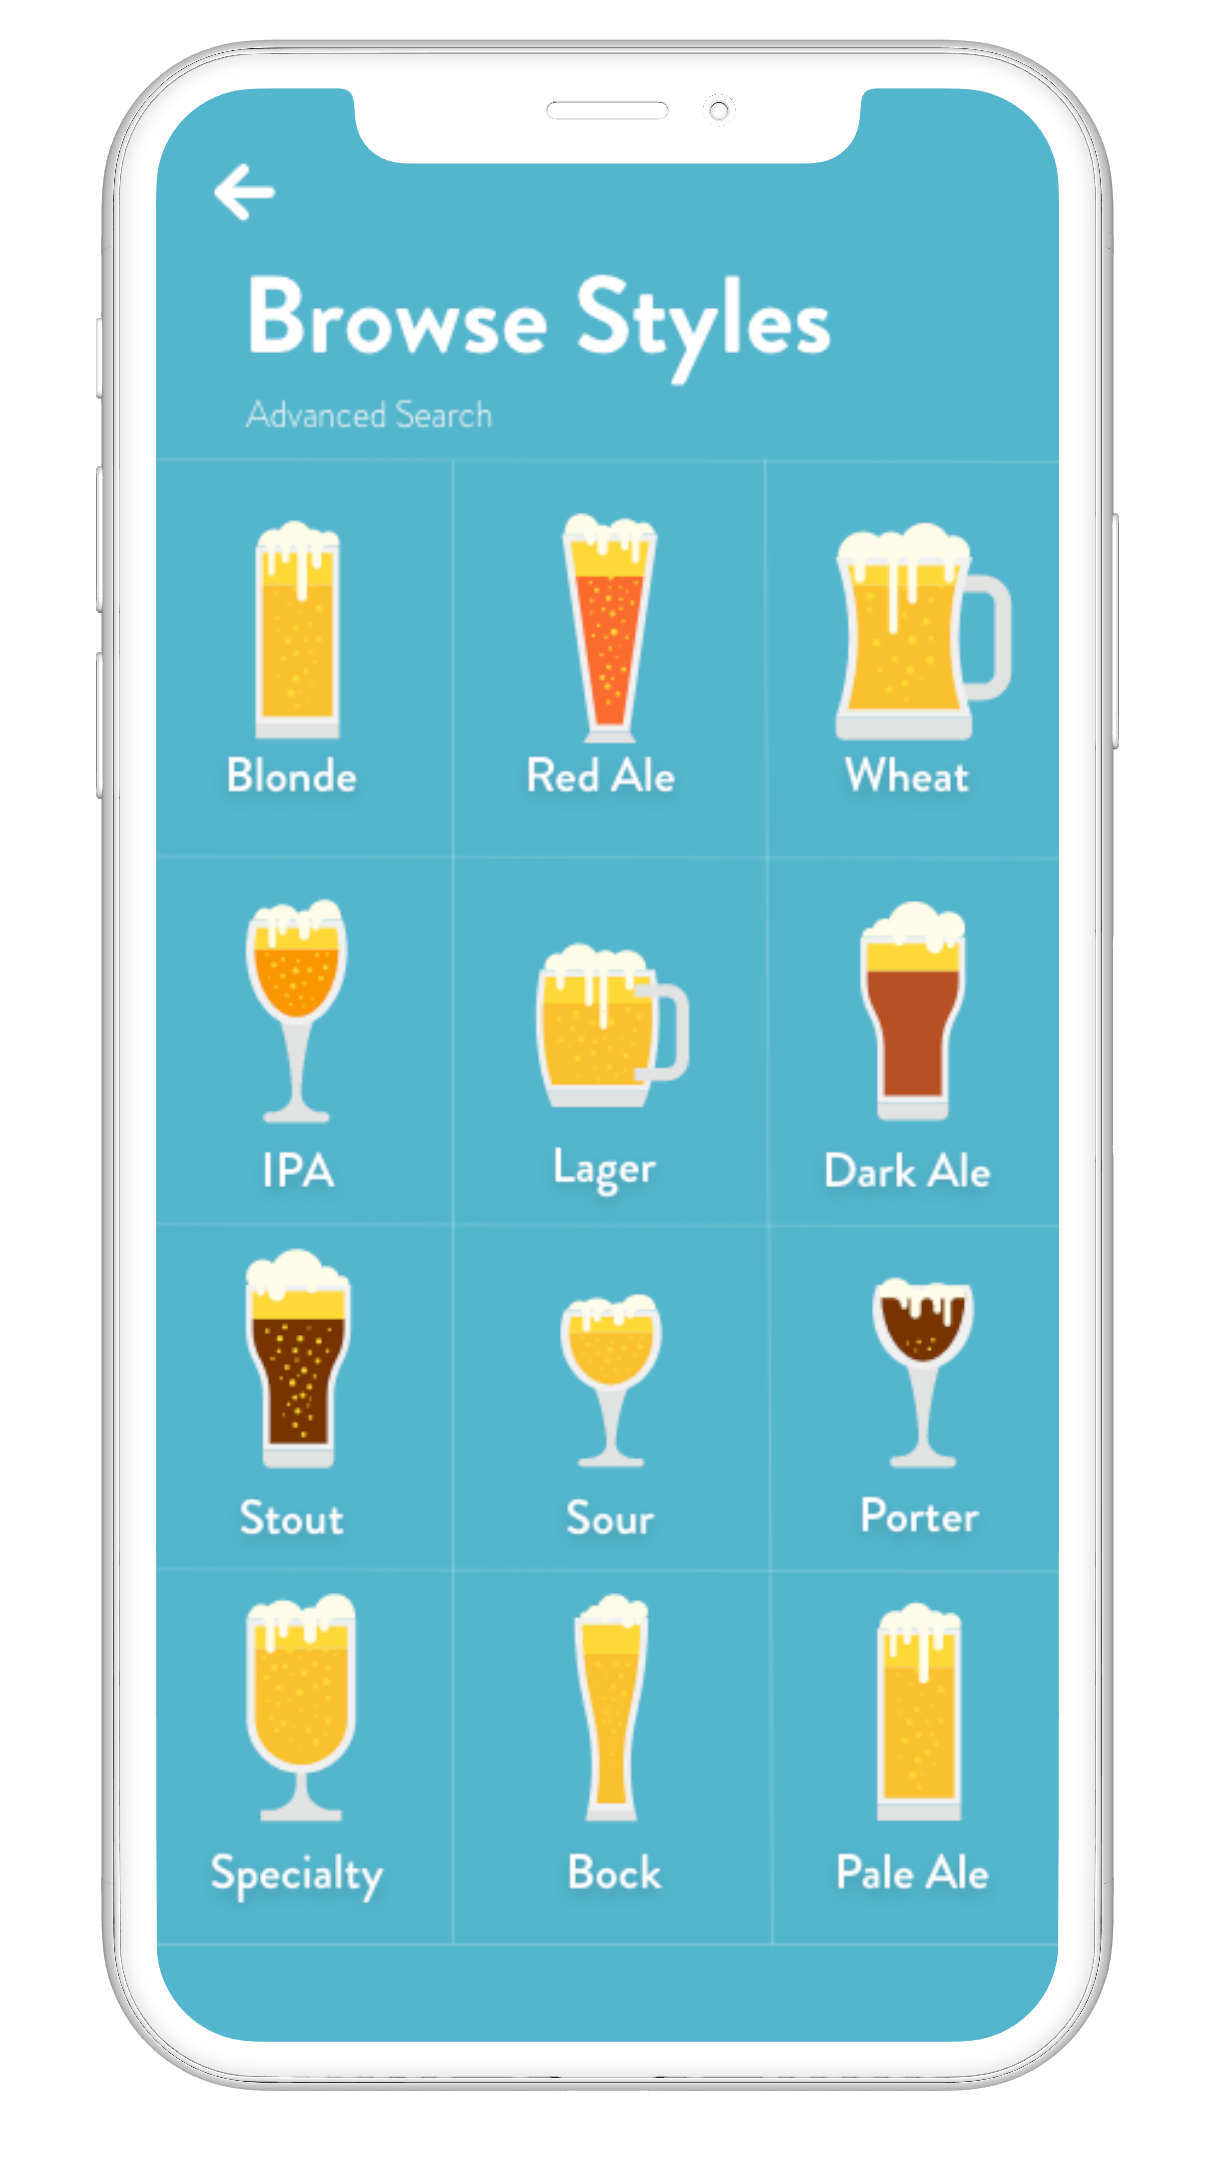 Browse Styles
Advanced Search
Blonde
Red Ale
Wheat
IPA
Lager
Dark Ale
Stout
Sour
Porter
Specialty
Bock
Pale Ale